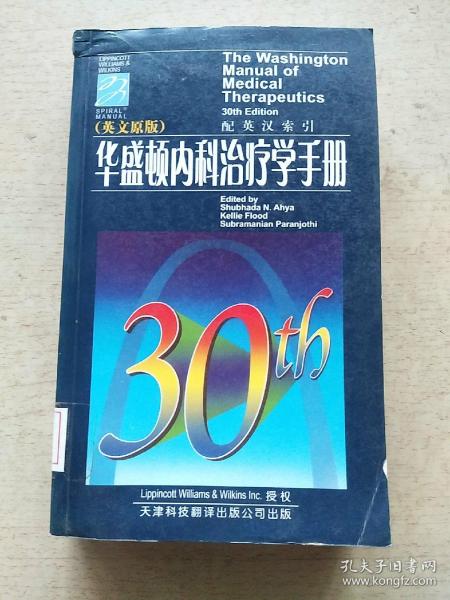 LIPPINCOTT
WILLIAMS &
WILKINS
SPIRAL® MANUAL
The Washington
Manual of
Medical
Therapeutics
30th Edition
(英文原版)
配英汉索引
华盛顿内科治疗学手册
Edited by
Shubhada N. Ahya
Kellie Flood
Subramanian Paranjothi
30th
Lippincott Williams & Wilkins Inc. 授权
天津科技翻译出版公司出版
孔夫子旧书网
www.kongfz.com